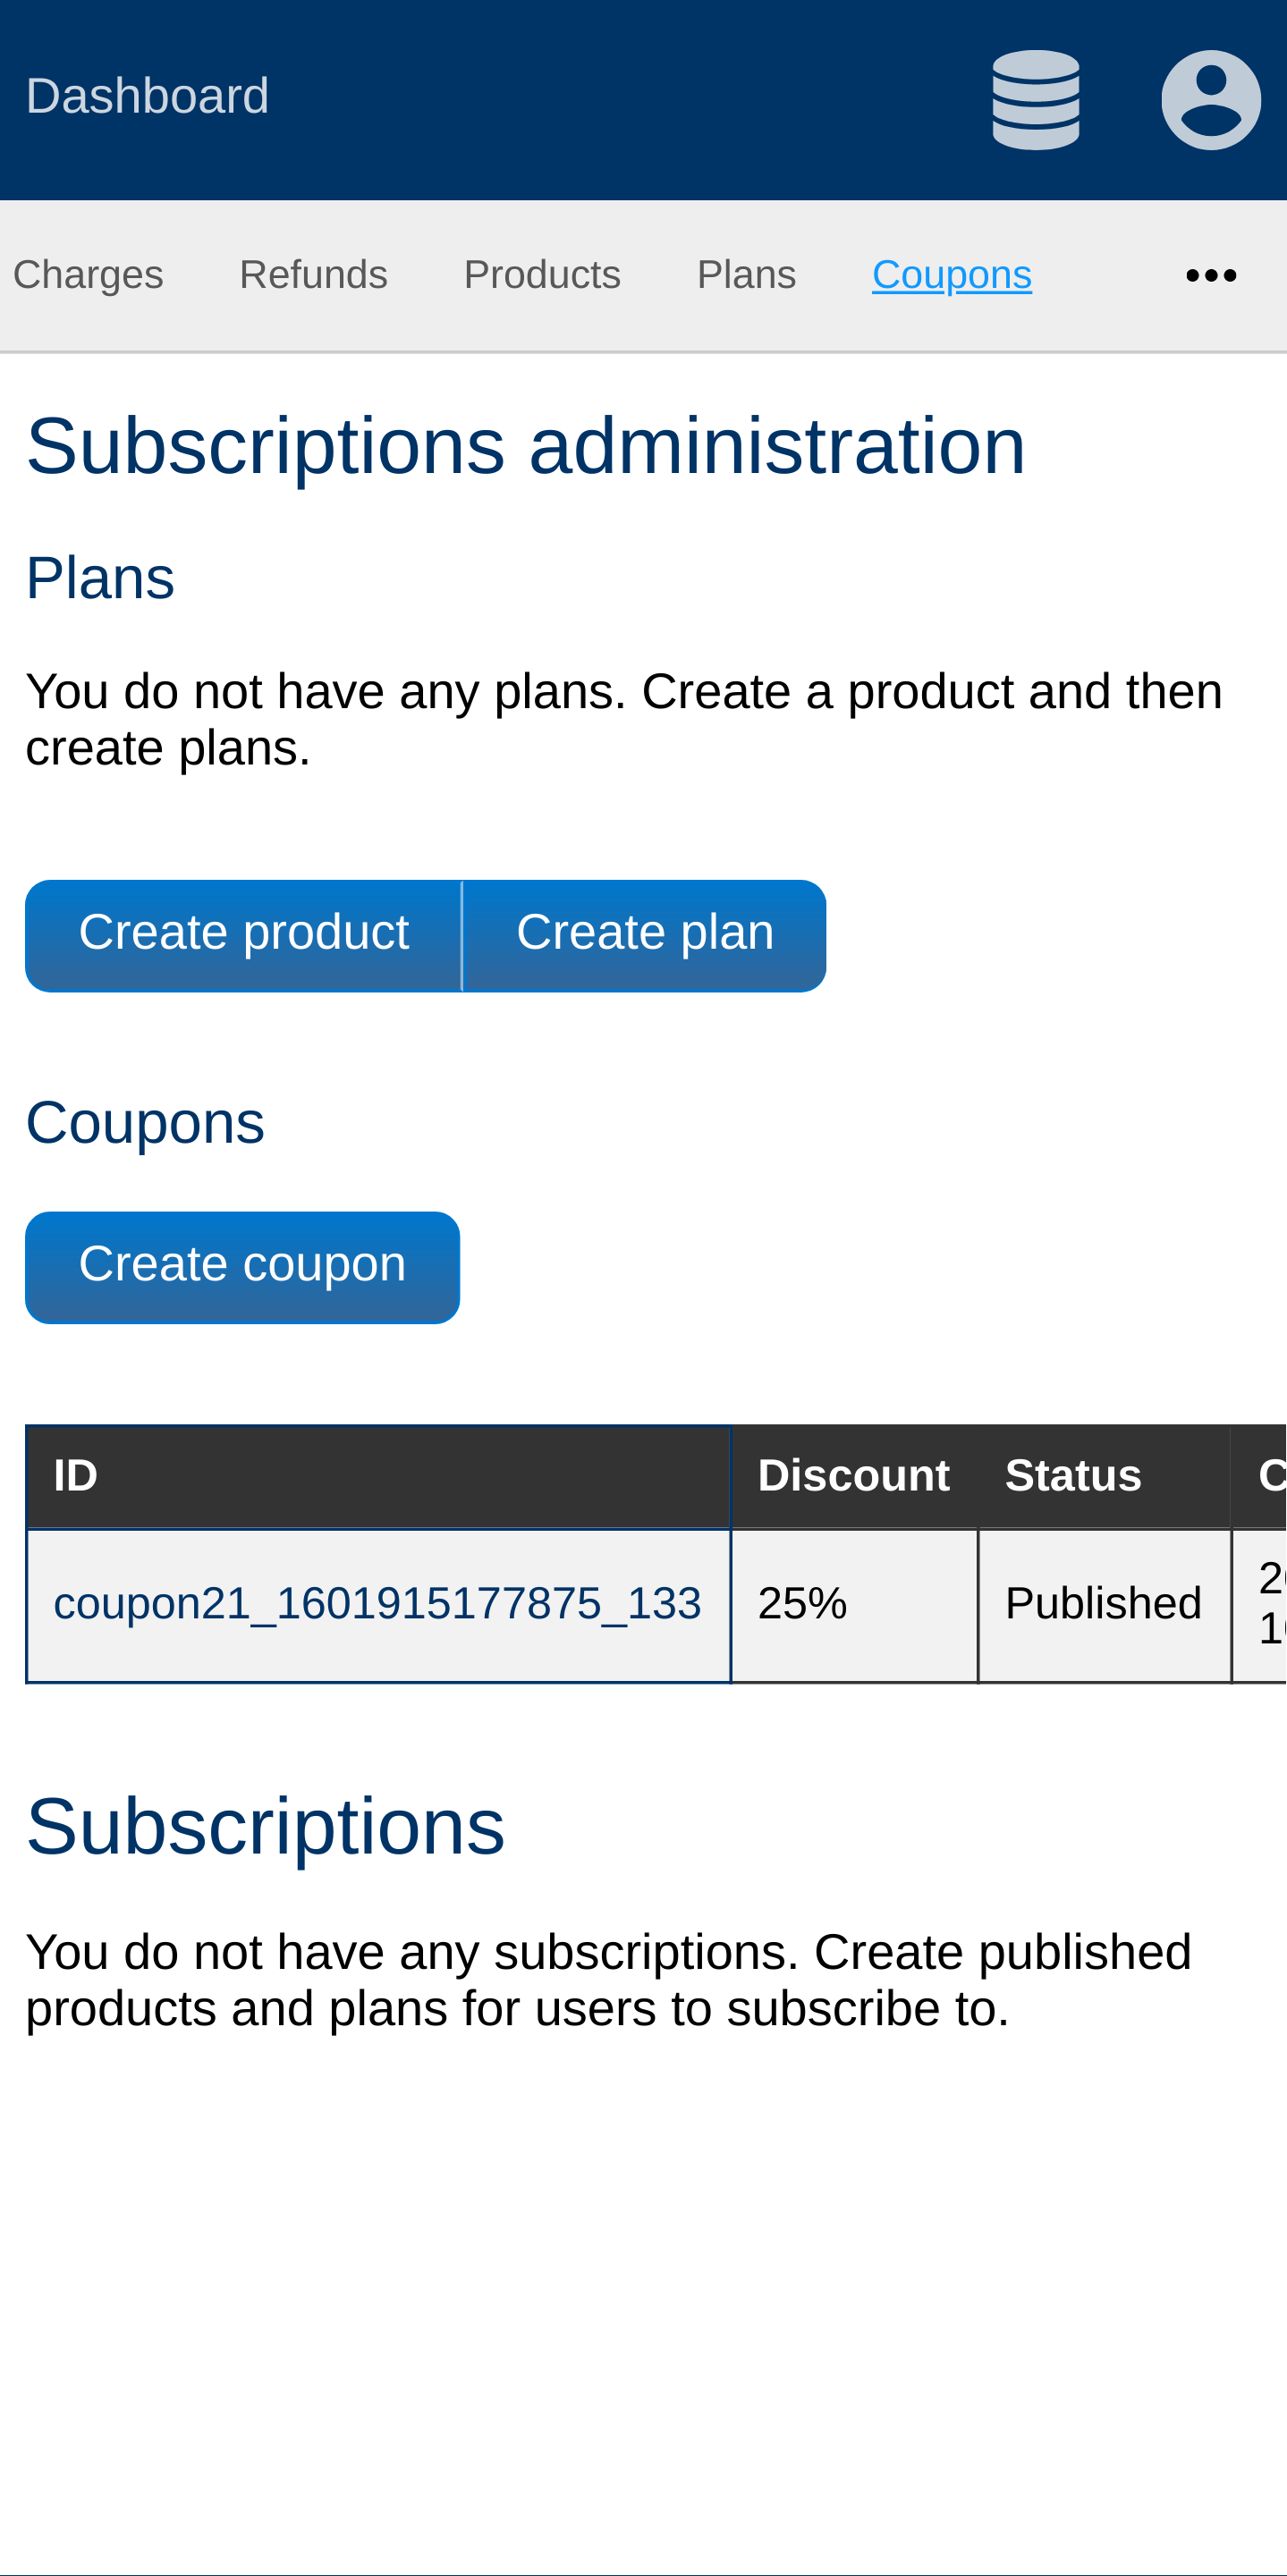 Dashboard
Charges Refunds Products Plans Coupons •••
Subscriptions administration
Plans
You do not have any plans. Create a product and then
create plans.
Create product Create plan
Coupons
Create coupon
ID Discount Status
coupon21_1601915177875_133 25% Published
Subscriptions
You do not have any subscriptions. Create published
products and plans for users to subscribe to.